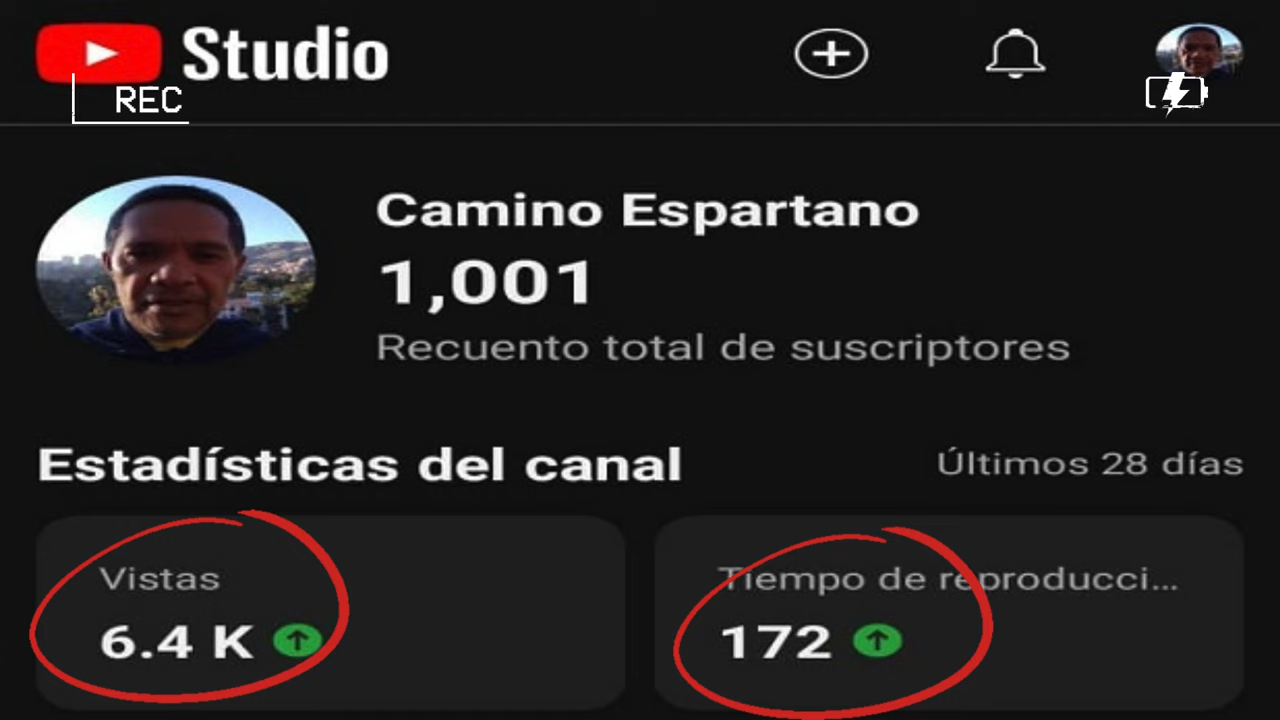 Studio
REC
Camino Espartano
1,001
Recuento total de suscriptores
Estadísticas del canal
Últimos 28 días
Vistas
Tiempo de reproducci...
6.4 K
172